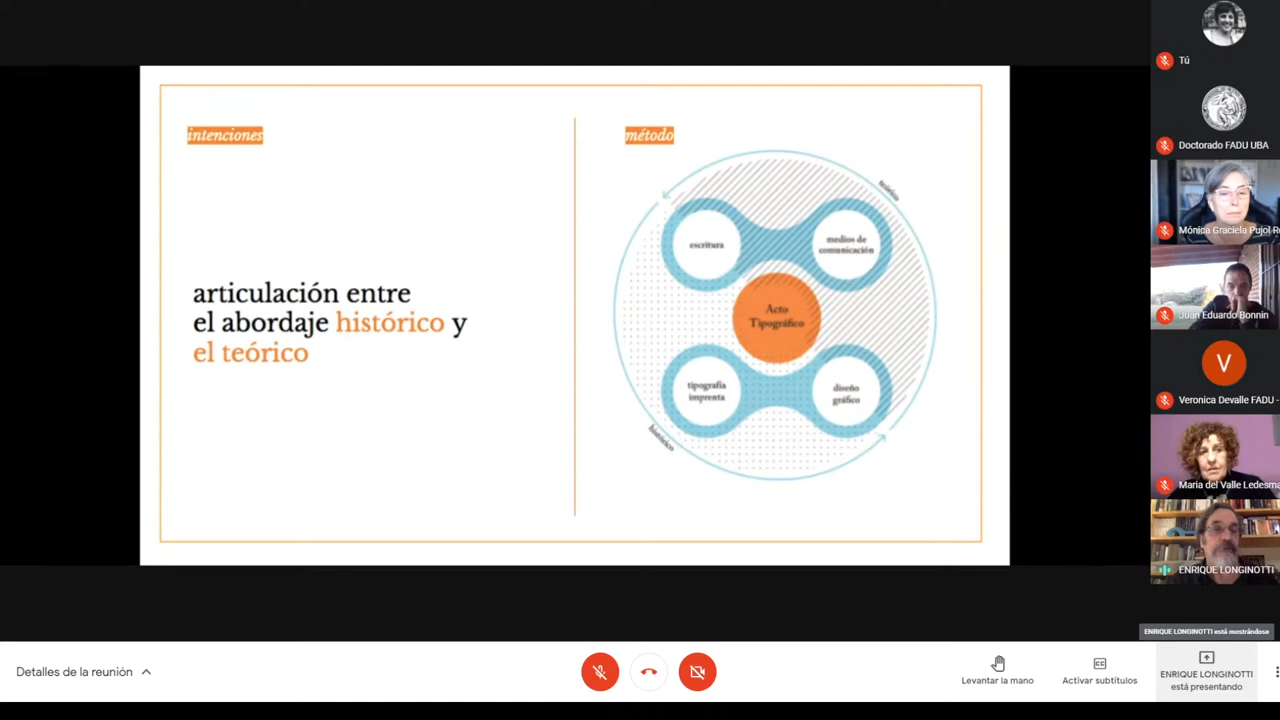 intenciones
articulación entre
el abordaje histórico y
el teórico
método
teórico
escritura
medios de
comunicación
Acto
Tipográfico
tipografía
imprenta
diseño
gráfico
histórico
Tú
Doctorado FADU UBA
Mónica Graciela Pujol R
Juan Eduardo Bonnin
V
Veronica Devalle FADU -
Maria del Valle Ledesma
ENRIQUE LONGINOTTI
ENRIQUE LONGINOTTI está mostrándose
Detalles de la reunión
Levantar la mano
CC
Activar subtítulos
ENRIQUE LONGINOTTI
está presentando